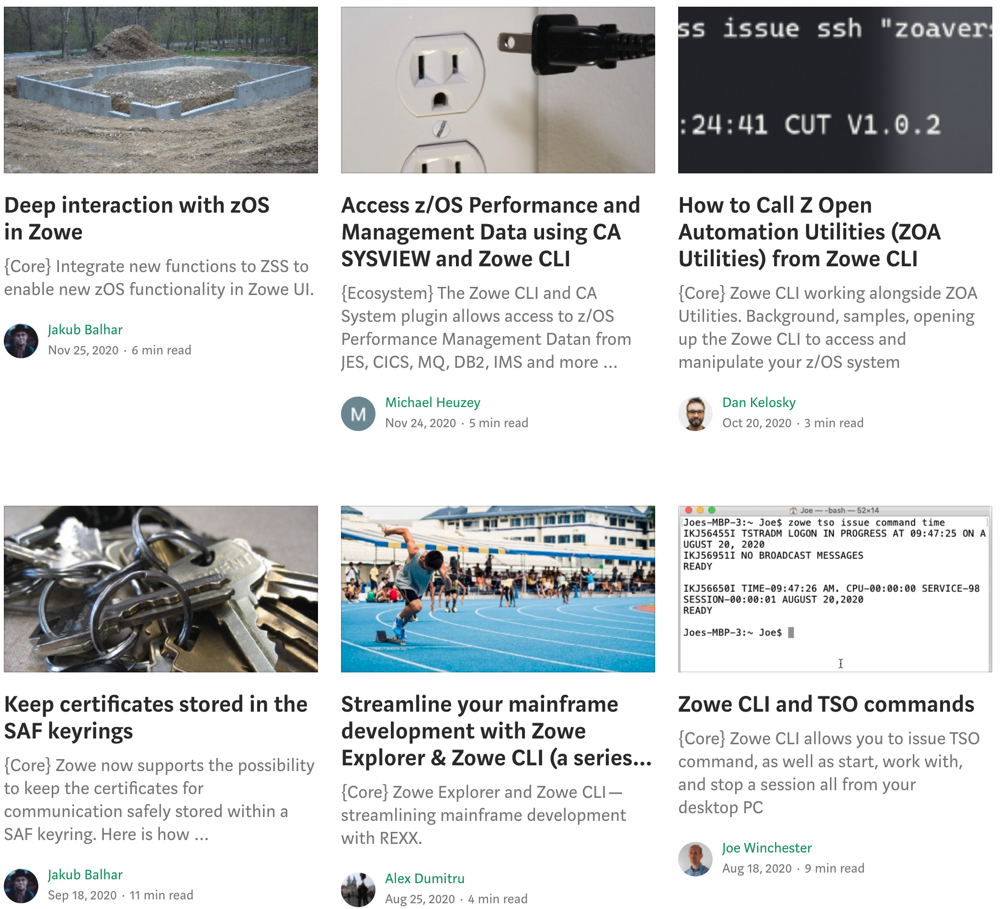 ss issue ssh "zoavers
:24:41 CUT V1.0.2
Deep interaction with zOS
in Zowe
{Core} Integrate new functions to ZSS to
enable new zOS functionality in Zowe UI.
Jakub Balhar
Nov 25, 2020 · 6 min read
Access z/OS Performance and
Management Data using CA
SYSVIEW and Zowe CLI
{Ecosystem} The Zowe CLI and CA
System plugin allows access to z/OS
Performance Management Datan from
JES, CICS, MQ, DB2, IMS and more ...
M
Michael Heuzey
Nov 24, 2020 · 5 min read
How to Call Z Open
Automation Utilities (ZOA
Utilities) from Zowe CLI
{Core} Zowe CLI working alongside ZOA
Utilities. Background, samples, opening
up the Zowe CLI to access and
manipulate your z/OS system
Dan Kelosky
Oct 20, 2020 · 3 min read
Keep certificates stored in the
SAF keyrings
{Core} Zowe now supports the possibility
to keep the certificates for
communication safely stored within a
SAF keyring. Here is how ...
Jakub Balhar
Sep 18, 2020 · 11 min read
Streamline your mainframe
development with Zowe
Explorer & Zowe CLI (a series...
{Core} Zowe Explorer and Zowe CLI —
streamlining mainframe development
with REXX.
Alex Dumitru
Aug 25, 2020 · 4 min read
Joe — -bash — 52×14
Joes-MBP-3:~ Joe$ zowe tso issue command time
IKJ56455I TSTRADM LOGON IN PROGRESS AT 09:47:25 ON A
UGUST 20, 2020
IKJ56951I NO BROADCAST MESSAGES
READY
IKJ56650I TIME-09:47:26 AM. CPU-00:00:00 SERVICE-98
SESSION-00:00:01 AUGUST 20,2020
READY
Joes-MBP-3:~ Joe$
Zowe CLI and TSO commands
{Core} Zowe CLI allows you to issue TSO
command, as well as start, work with,
and stop a session all from your
desktop PC
Joe Winchester
Aug 18, 2020 · 9 min read